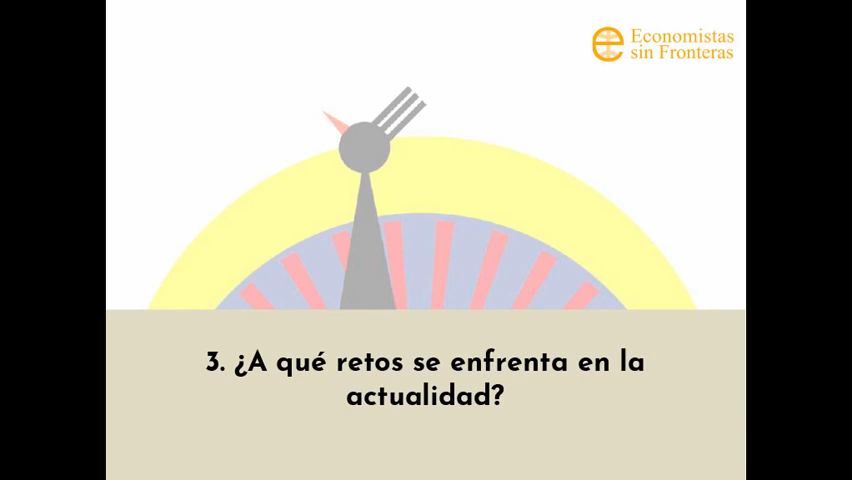 Economistas
sin Fronteras
3. ¿A qué retos se enfrenta en la
actualidad?